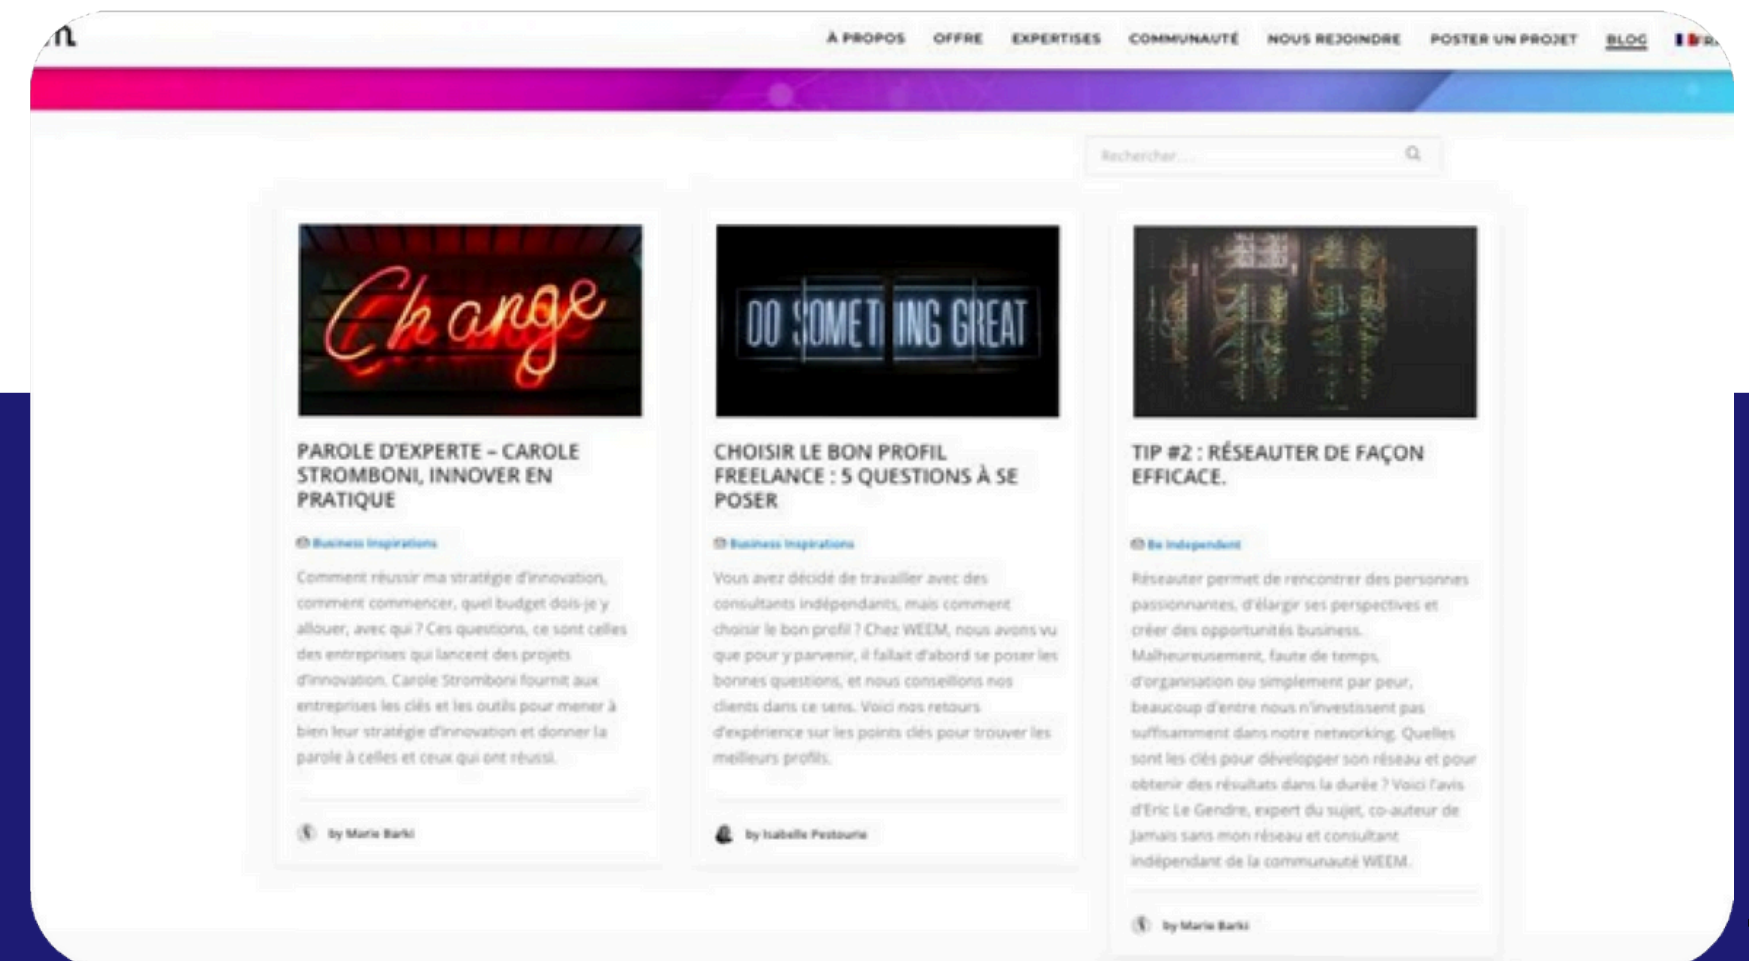 À PROPOS OFFRE EXPERTISES COMMUNAUTÉ NOUS REJOINDRE POSTER UN PROJET BLOG
Rechercher...
Change
DO SOMETHING GREAT
PAROLE D'EXPERTE – CAROLE
STROMBONI, INNOVER EN
PRATIQUE
Business Inspirations
Comment réussir ma stratégie d'innovation,
comment commencer, quel budget dois-je y
allouer, avec qui ? Ces questions, ce sont celles
des entreprises qui lancent des projets
d'innovation. Carole Stromboni fournit aux
entreprises les clés et les outils pour mener à
bien leur stratégie d'innovation et donner la
parole à celles et ceux qui ont réussi.
by Marie Barki
CHOISIR LE BON PROFIL
FREELANCE : 5 QUESTIONS À SE
POSER
Business Inspirations
Vous avez décidé de travailler avec des
consultants indépendants, mais comment
choisir le bon profil ? Chez WEEM, nous avons vu
que pour y parvenir, il fallait d'abord se poser les
bonnes questions, et nous conseillons nos
clients dans ce sens. Voici nos retours
d'expérience sur les points clés pour trouver les
meilleurs profils.
by Isabelle Pestourie
TIP #2 : RÉSEAUTER DE FAÇON
EFFICACE.
Be Independent
Réseauter permet de rencontrer des personnes
passionnantes, d'élargir ses perspectives et
créer des opportunités business.
Malheureusement, faute de temps,
d'organisation ou simplement par peur,
beaucoup d'entre nous n'investissent pas
suffisamment dans notre networking. Quelles
sont les clés pour développer son réseau et pour
obtenir des résultats dans la durée ? Voici l'avis
d'Eric Le Gendre, expert du sujet, co-auteur de
Jamais sans mon réseau et consultant
indépendant de la communauté WEEM.
by Marie Barki